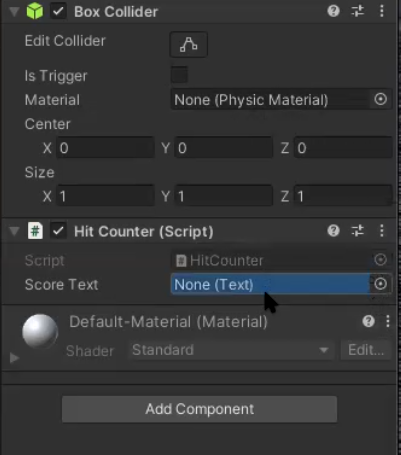 Box Collider
Edit Collider
Is Trigger
Material None (Physic Material)
Center
X 0 Y 0 Z 0
Size
X 1 Y 1 Z 1
# Hit Counter (Script)
Script # HitCounter
Score Text None (Text)
Default-Material (Material)
Shader Standard Edit...
Add Component